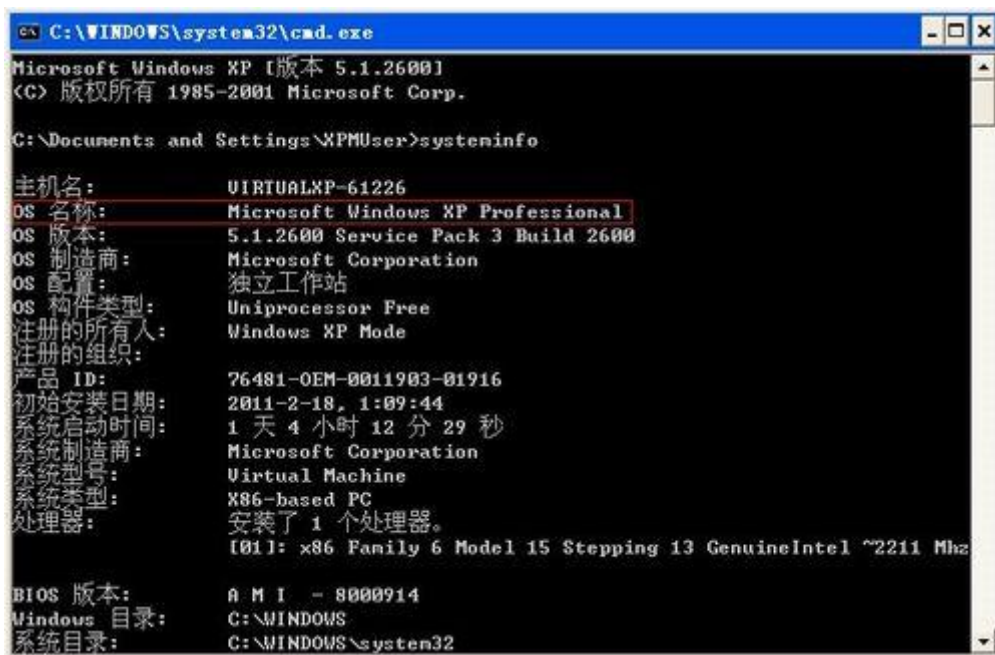 C:\WINDOWS\system32\cmd.exe
Microsoft Windows XP [版本 5.1.2600]
(C) 版权所有 1985-2001 Microsoft Corp.
C:\Documents and Settings\XPMUser>systeminfo
主机名: VIRTUALXP-61226
OS 名称: Microsoft Windows XP Professional
OS 版本: 5.1.2600 Service Pack 3 Build 2600
OS 制造商: Microsoft Corporation
OS 配置: 独立工作站
OS 构件类型: Uniprocessor Free
注册的所有人: Windows XP Mode
注册的组织:
产品 ID: 76481-OEM-0011903-01916
初始安装日期: 2011-2-18, 1:09:44
系统启动时间: 1 天 4 小时 12 分 29 秒
系统制造商: Microsoft Corporation
系统型号: Virtual Machine
系统类型: X86-based PC
处理器: 安装了 1 个处理器。
[01]: x86 Family 6 Model 15 Stepping 13 GenuineIntel ~2211 Mhz
BIOS 版本: A M I - 8000914
Windows 目录: C:\WINDOWS
系统目录: C:\WINDOWS\system32